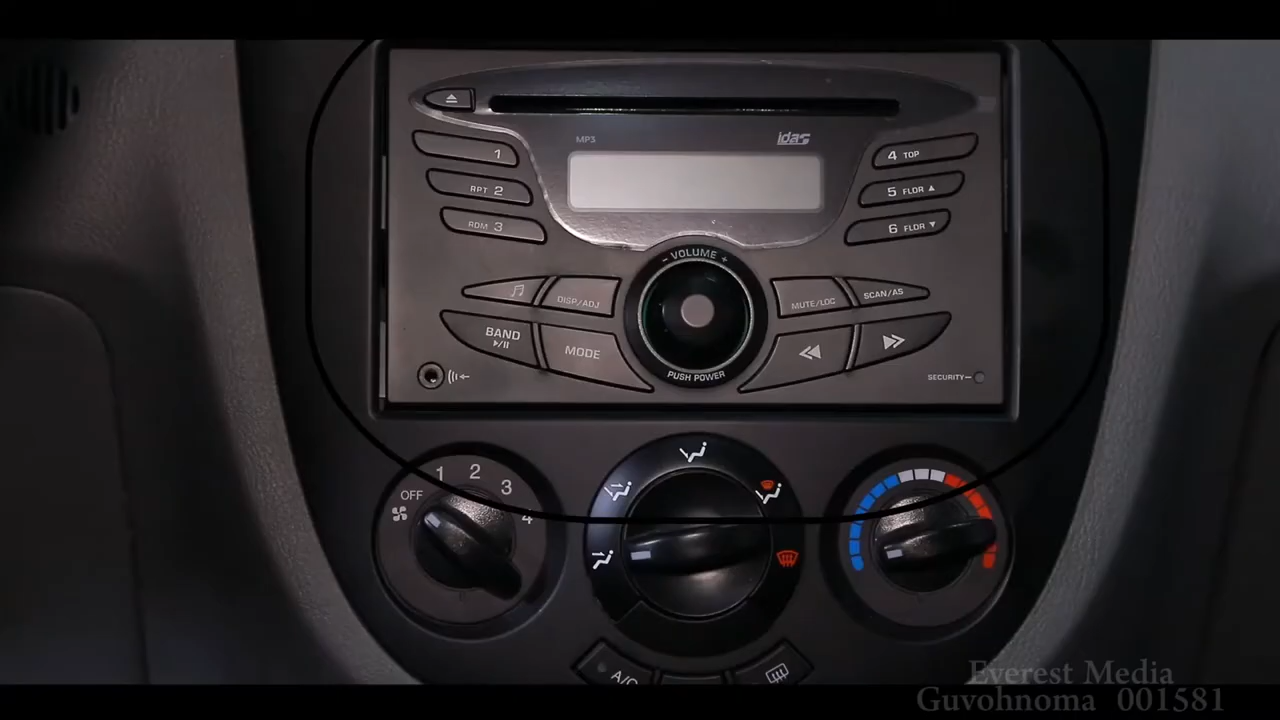 MP3
idas
1
4 TOP
RPT 2
5 FLDR ▲
RDM 3
6 FLDR ▼
– VOLUME +
DISP/ADJ
MUTE/LOC
SCAN/AS
BAND
▷/II
MODE
PUSH POWER
SECURITY
OFF
1
2
3
4
A/C
Everest Media
Guvohnoma 001581